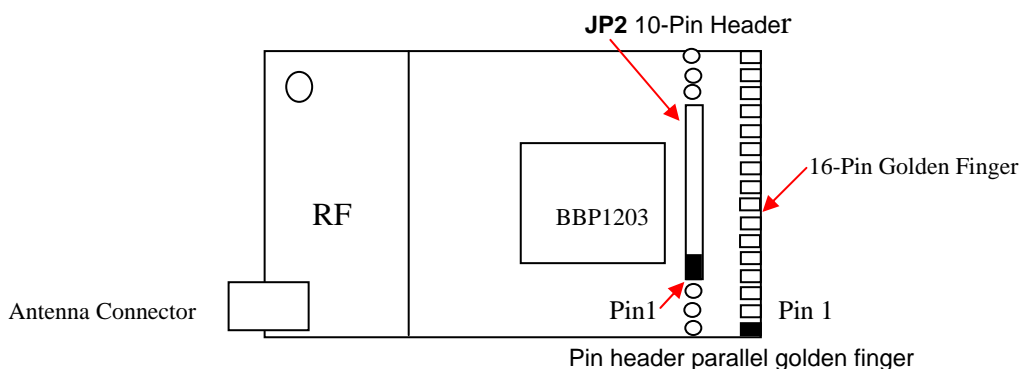 JP2 10-Pin Header
16-Pin Golden Finger
RF
BBP1203
Antenna Connector
Pin1
Pin 1
Pin header parallel golden finger